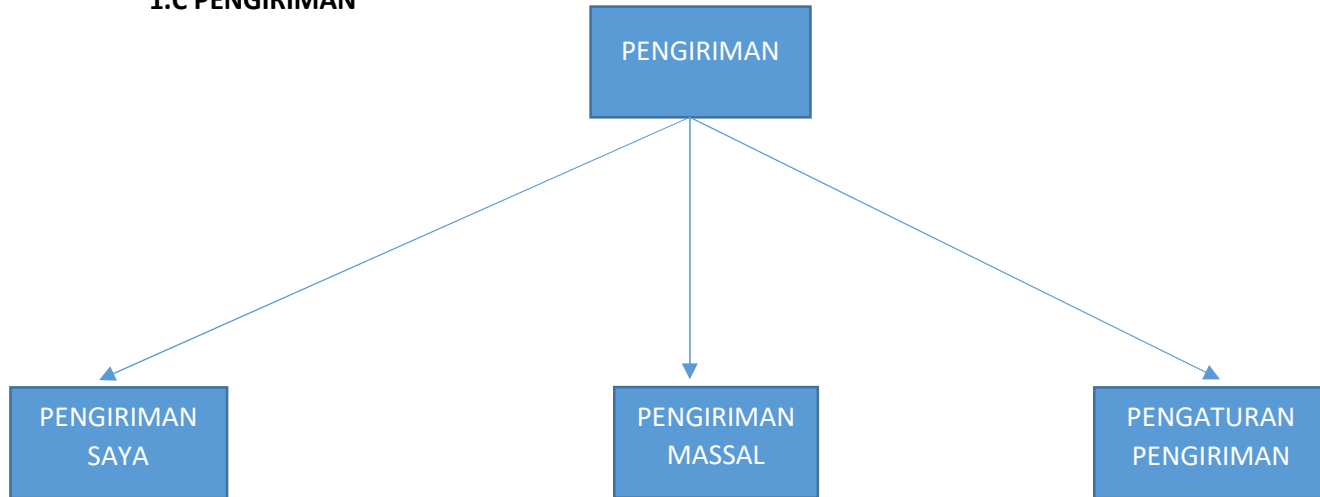 1.C PENGIRIMAN
PENGIRIMAN
PENGIRIMAN
SAYA
PENGIRIMAN
MASSAL
PENGATURAN
PENGIRIMAN